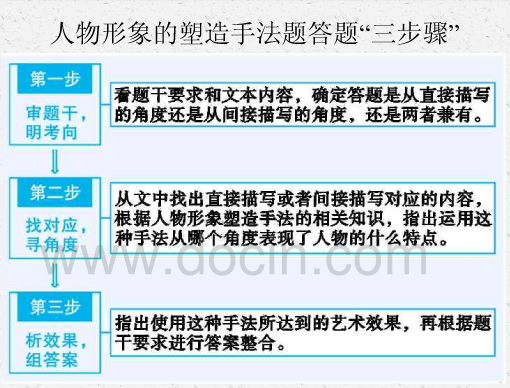 人物形象的塑造手法题答题“三步骤”
第一步
审题干，
明考向
看题干要求和文本内容，确定答题是从直接描写
的角度还是从间接描写的角度，还是两者兼有。
第二步
找对应，
寻角度
从文中找出直接描写或者间接描写对应的内容，
根据人物形象塑造手法的相关知识，指出运用这
种手法从哪个角度表现了人物的什么特点。
www.docin.com
第三步
析效果，
组答案
指出使用这种手法所达到的艺术效果，再根据题
干要求进行答案整合。